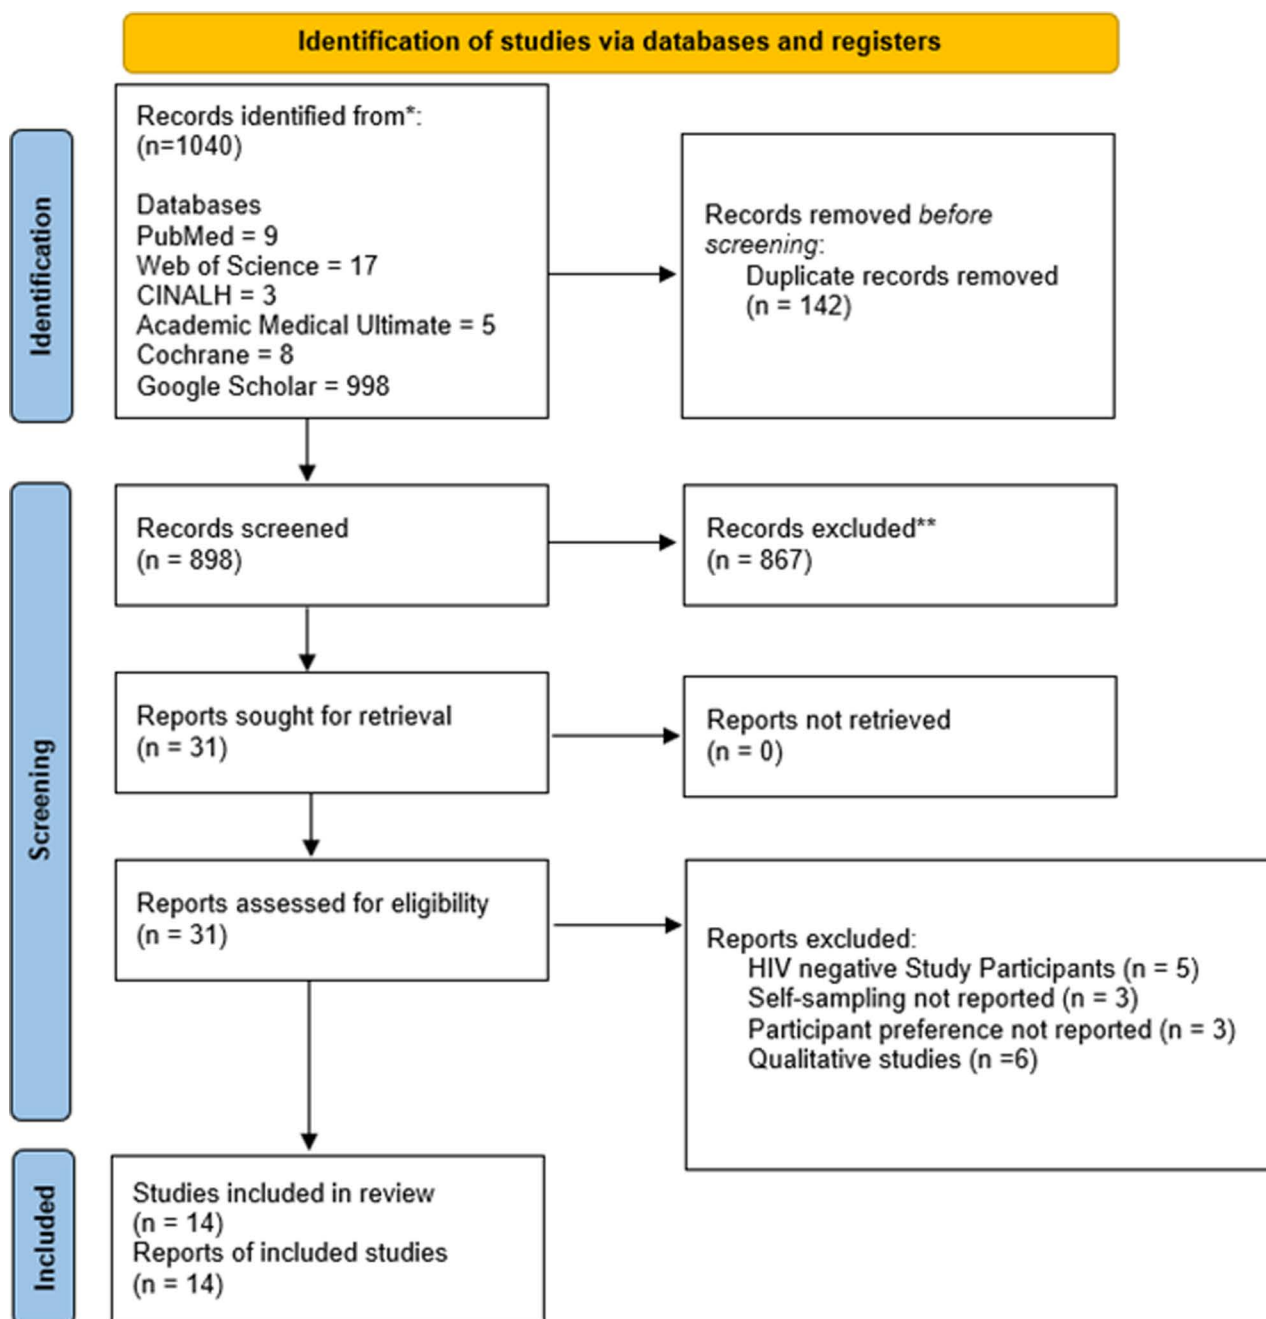 Identification of studies via databases and registers
Identification
Records identified from*:
(n=1040)
Databases
PubMed = 9
Web of Science = 17
CINALH = 3
Academic Medical Ultimate = 5
Cochrane = 8
Google Scholar = 998
Records removed before
screening:
Duplicate records removed
(n = 142)
Screening
Records screened
(n = 898)
Records excluded**
(n = 867)
Reports sought for retrieval
(n = 31)
Reports not retrieved
(n = 0)
Reports assessed for eligibility
(n = 31)
Reports excluded:
HIV negative Study Participants (n = 5)
Self-sampling not reported (n = 3)
Participant preference not reported (n = 3)
Qualitative studies (n =6)
Included
Studies included in review
(n = 14)
Reports of included studies
(n = 14)